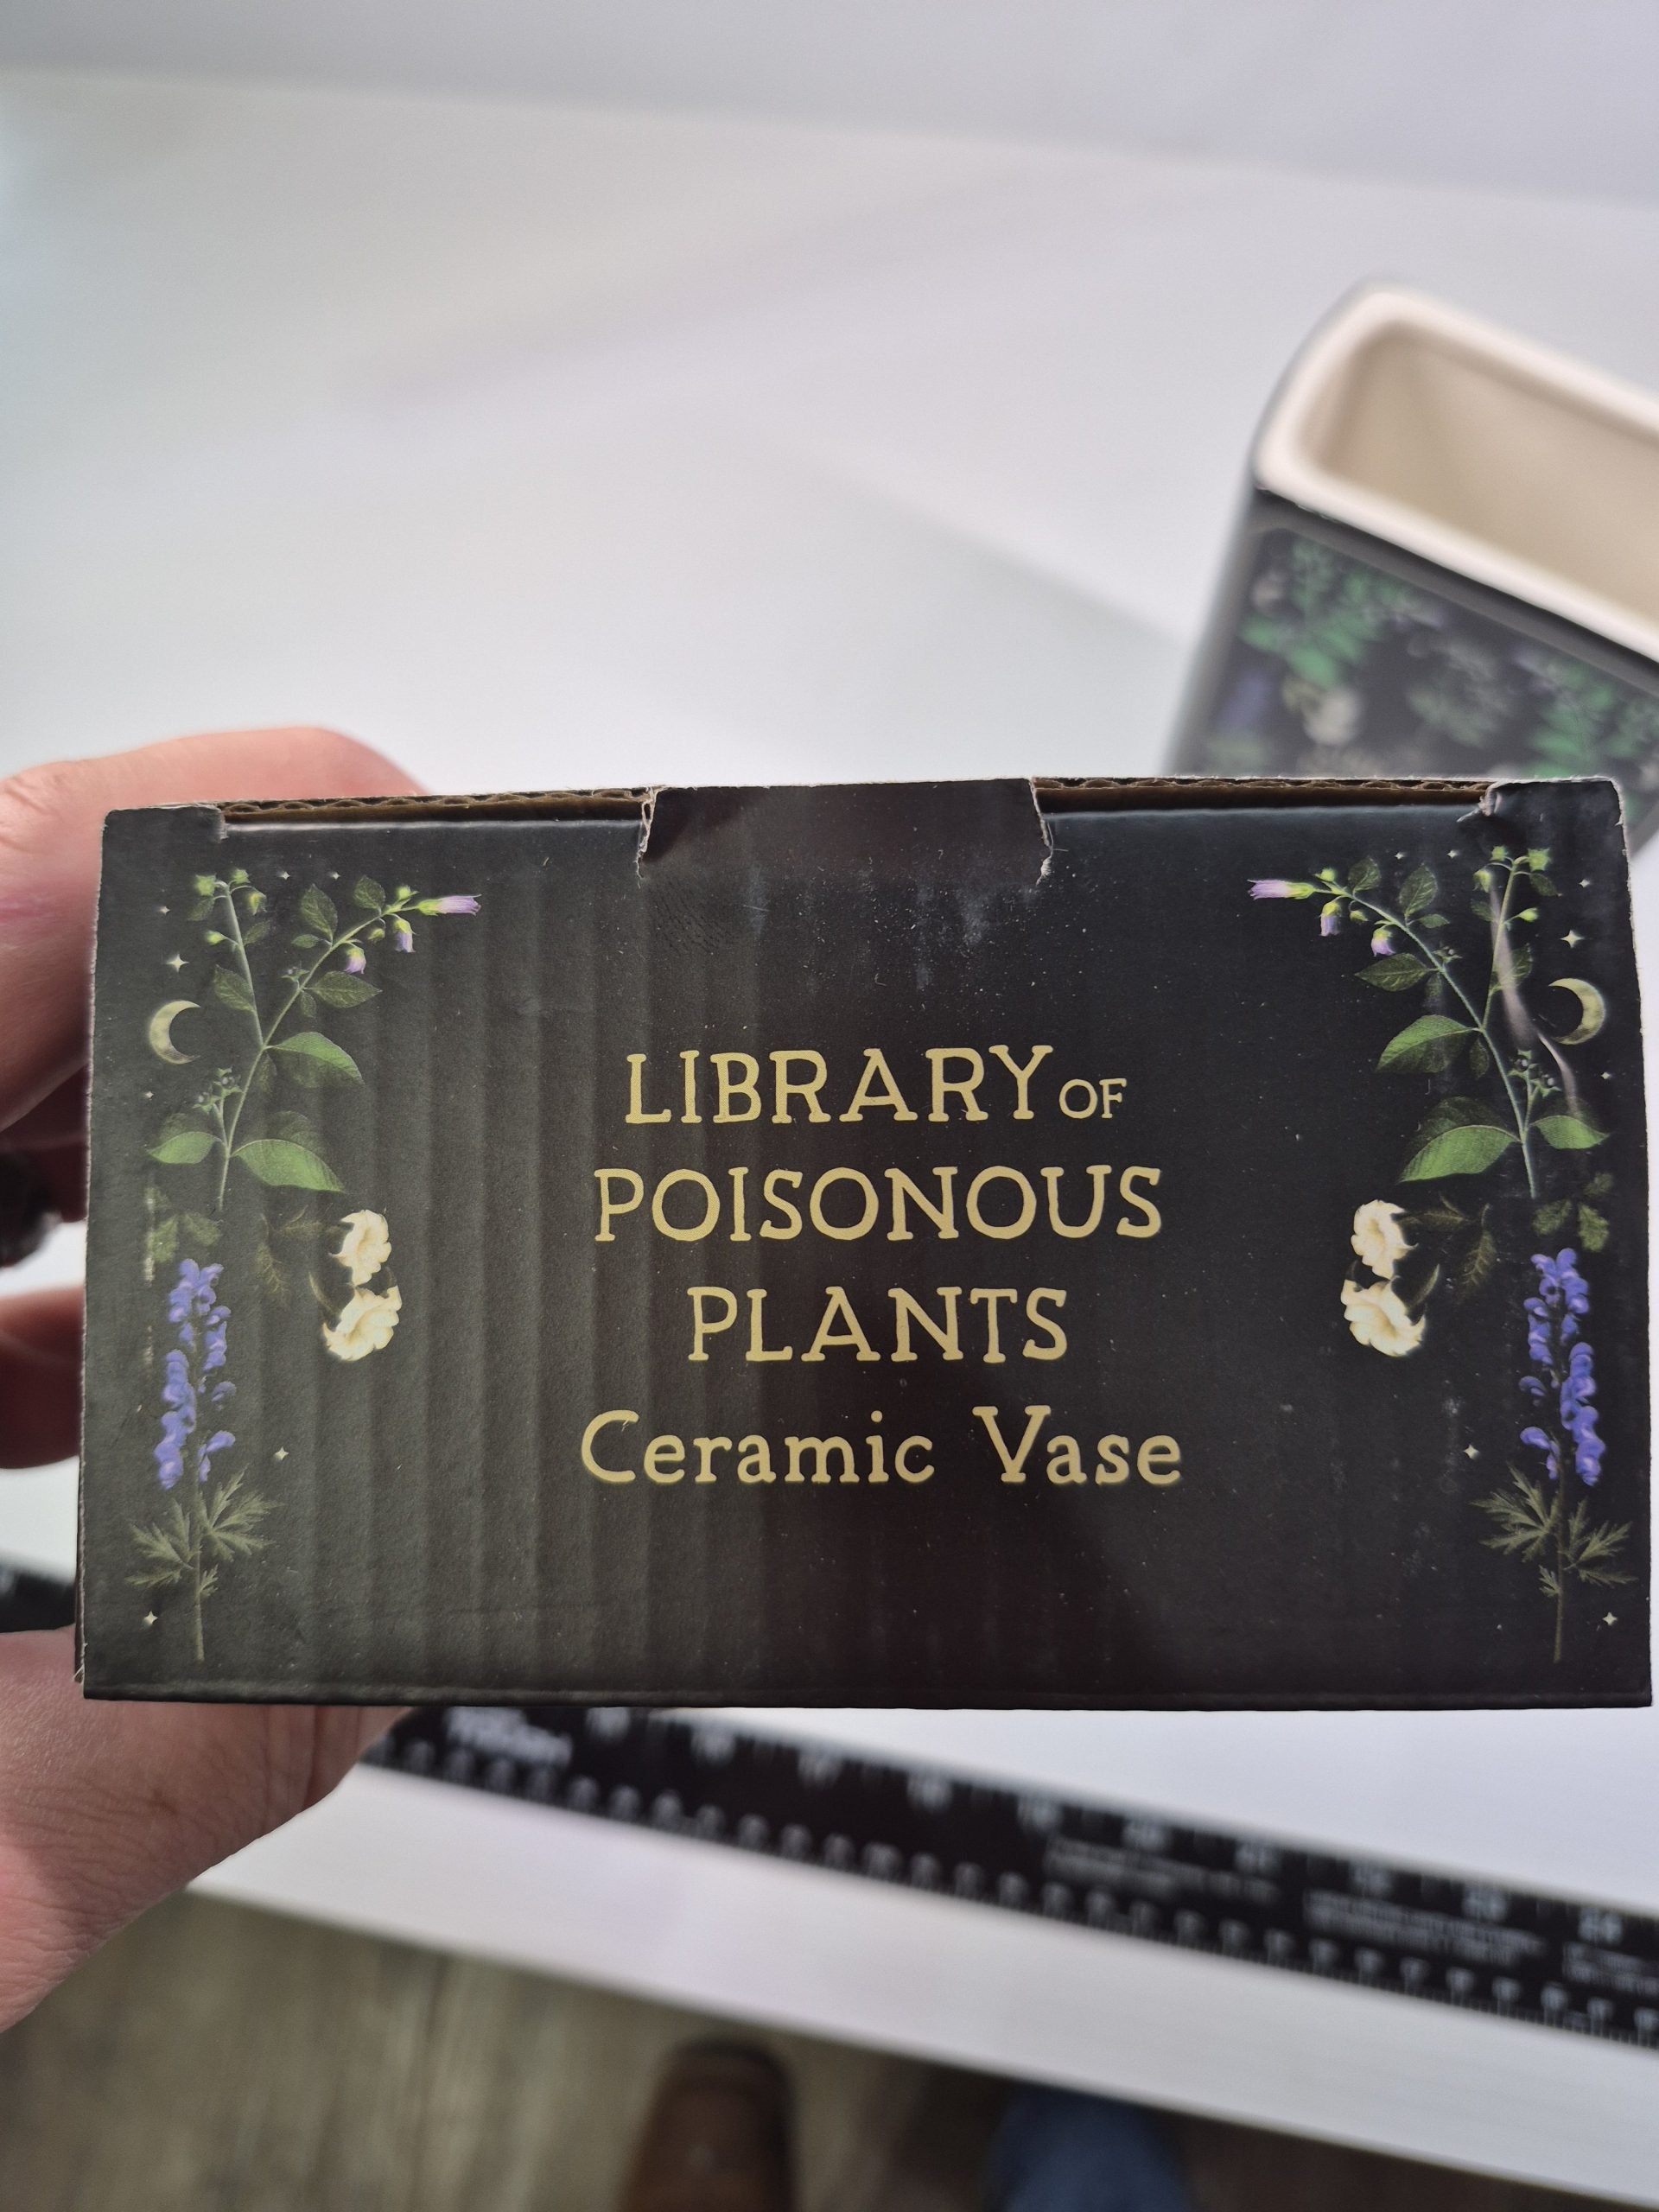 LIBRARY OF
POISONOUS
PLANTS
Ceramic Vase